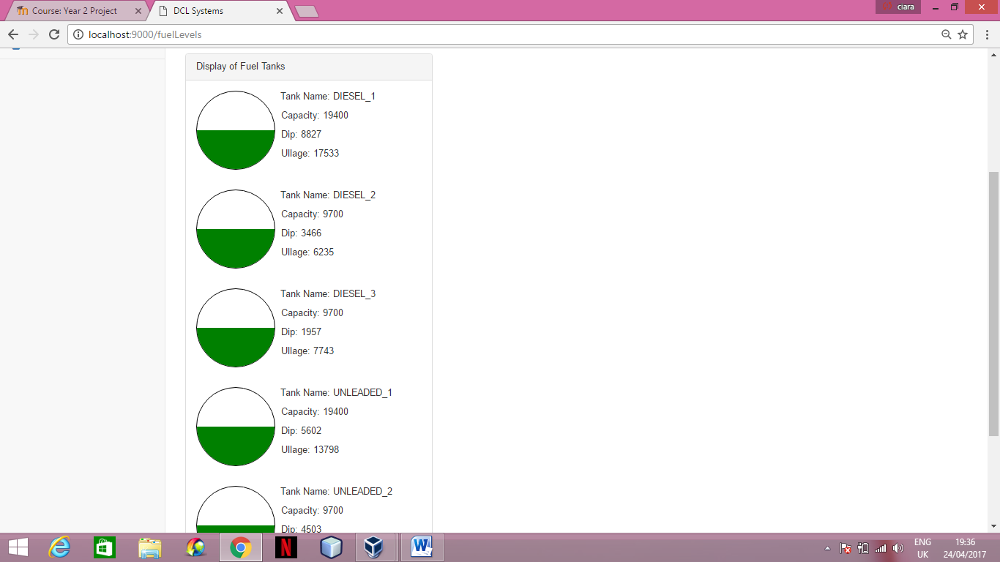 Course: Year 2 Project
DCL Systems
ciara
localhost:9000/fuelLevels
Display of Fuel Tanks
Tank Name: DIESEL_1
Capacity: 19400
Dip: 8827
Ullage: 17533
Tank Name: DIESEL_2
Capacity: 9700
Dip: 3466
Ullage: 6235
Tank Name: DIESEL_3
Capacity: 9700
Dip: 1957
Ullage: 7743
Tank Name: UNLEADED_1
Capacity: 19400
Dip: 5602
Ullage: 13798
Tank Name: UNLEADED_2
Capacity: 9700
Dip: 4503
ENG
UK
19:36
24/04/2017